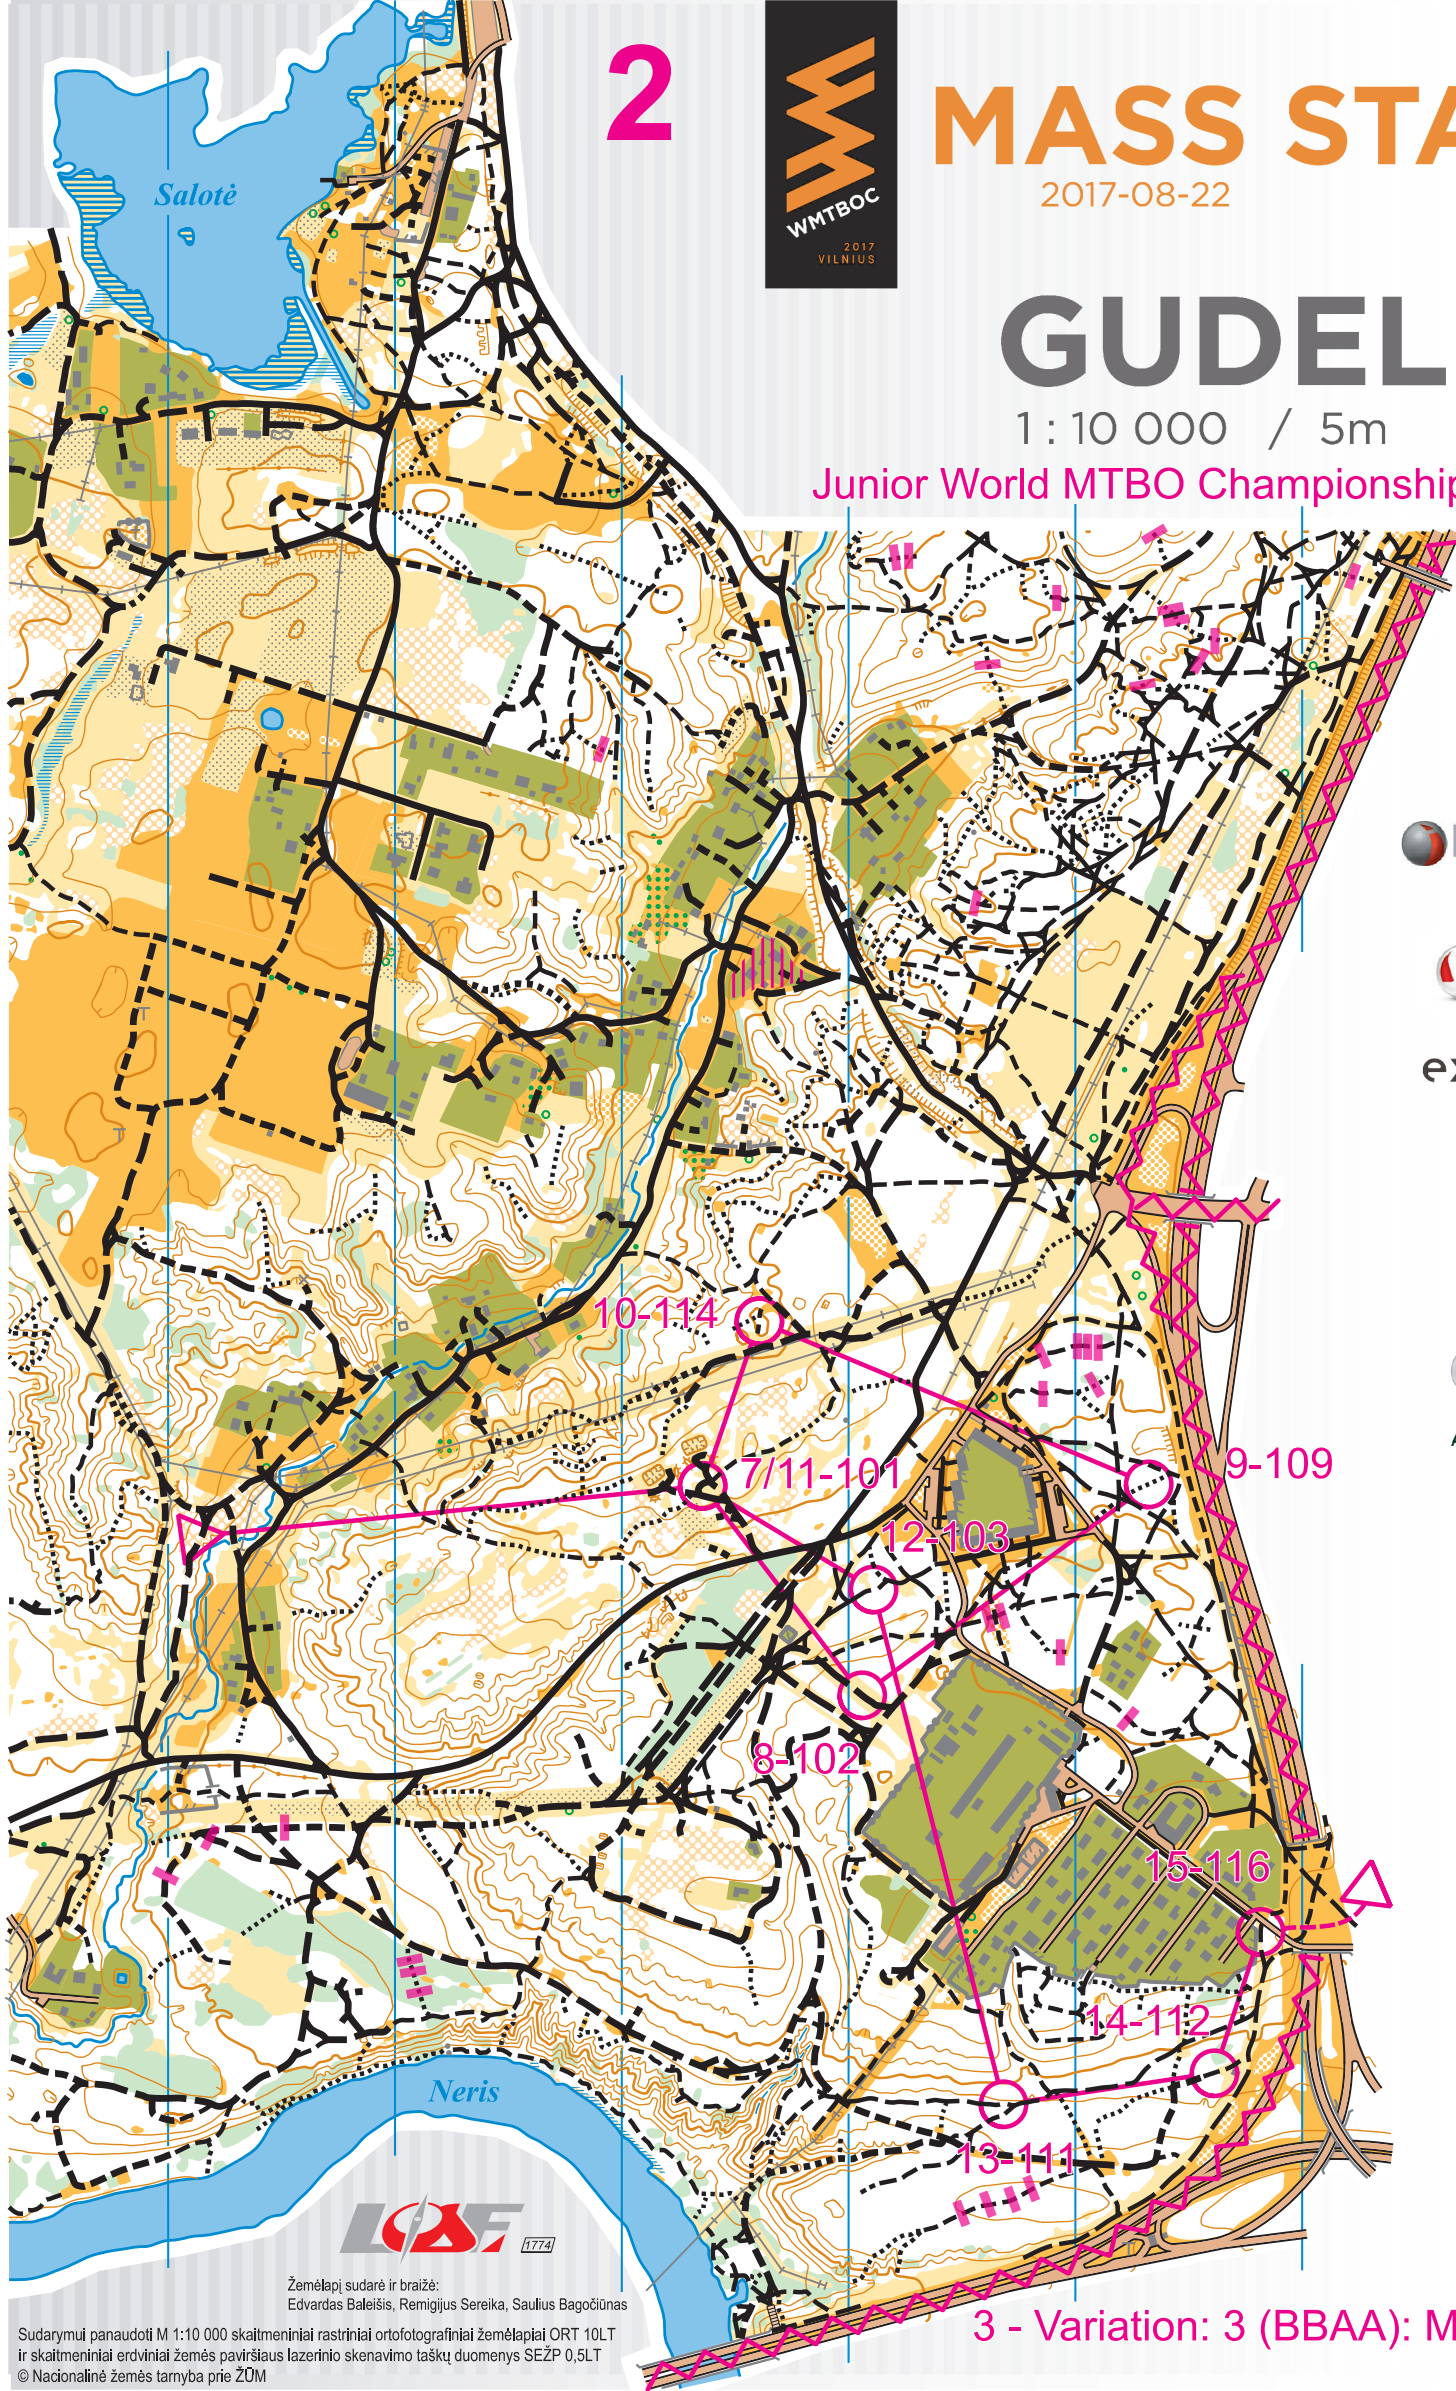 2
WMTBOC
2017
VILNIUS
MASS STA
2017-08-22
GUDEL
1 : 10 000 / 5m
Junior World MTBO Championship
Salotė
ex
10-114
7/11-101
9-109
12-103
8-102
15-116
14-112
13-111
Neris
1774
Žemėlapį sudarė ir braižė:
Edvardas Baleišis, Remigijus Sereika, Saulius Bagočiūnas
Sudarymui panaudoti M 1:10 000 skaitmeniniai rastriniai ortofotografiniai žemėlapiai ORT 10LT
ir skaitmeniniai erdviniai žemės paviršiaus lazerinio skenavimo taškų duomenys SEŽP 0,5LT
© Nacionalinė žemės tarnyba prie ŽŪM
3 - Variation: 3 (BBAA): M